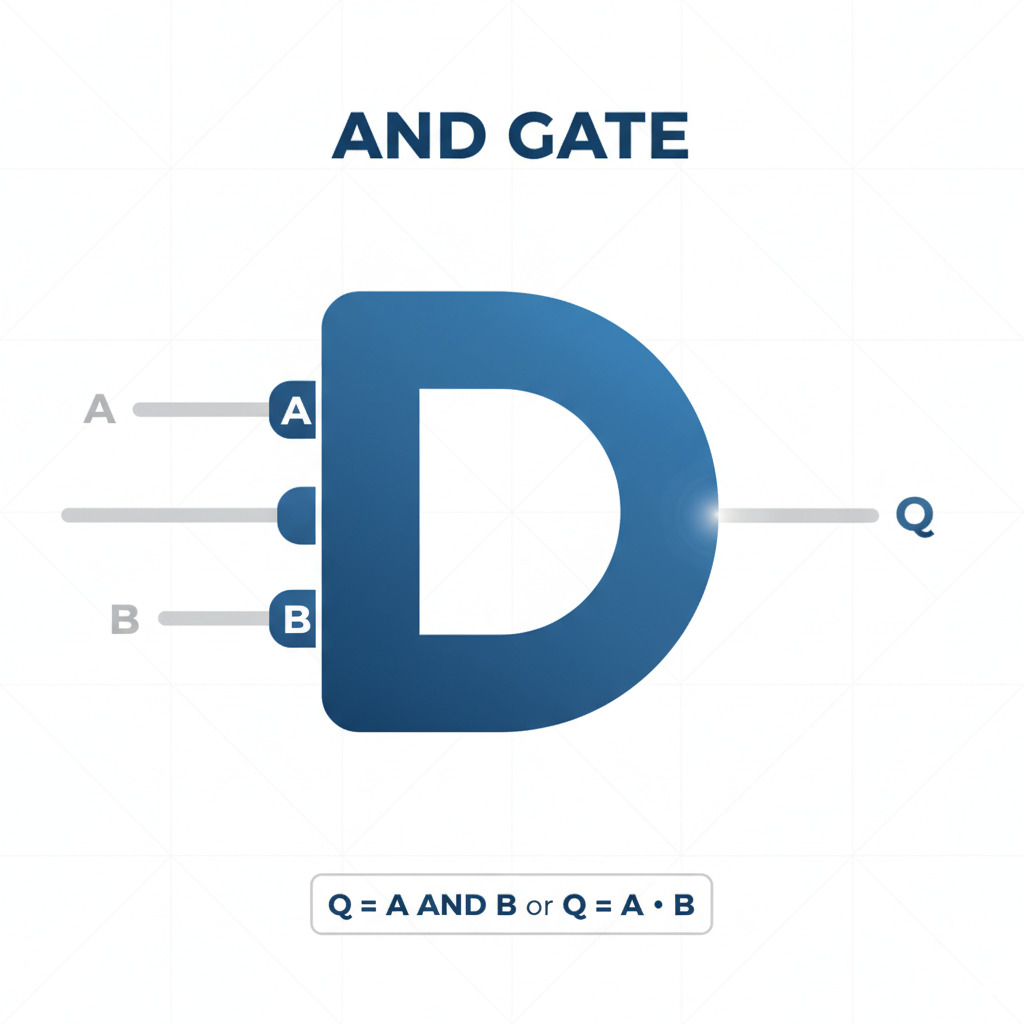 AND GATE
A A
Q
B B
Q = A AND B or Q = A • B